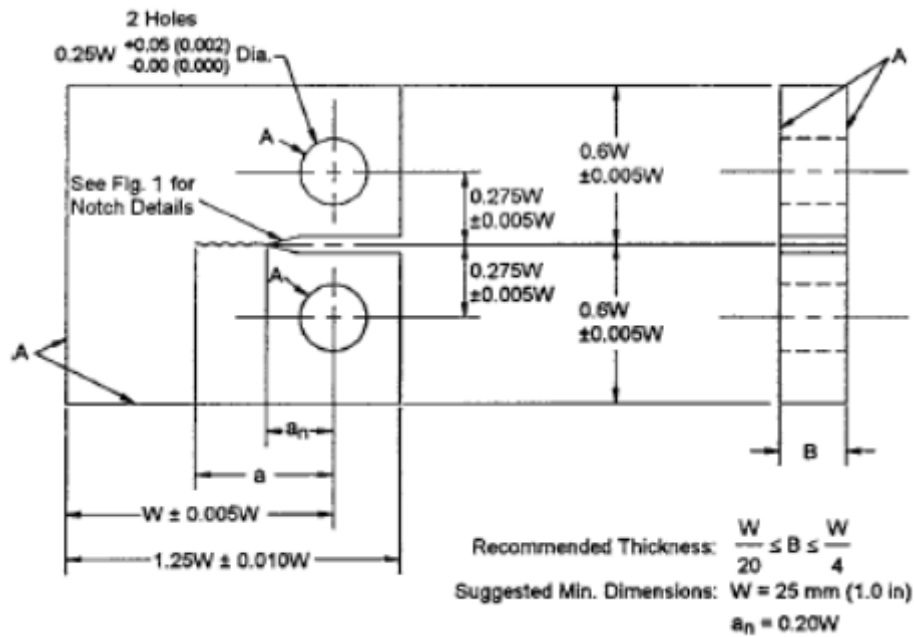 2 Holes
0.25W +0.05 (0.002) -0.00 (0.000) Dia.
A
A
0.6W
±0.005W
0.275W
±0.005W
See Fig. 1 for
Notch Details
0.275W
±0.005W
A
0.6W
±0.005W
A
aₙ
a
B
W ± 0.005W
1.25W ± 0.010W
Recommended Thickness: W/20 ≤ B ≤ W/4
Suggested Min. Dimensions: W = 25 mm (1.0 in)
aₙ = 0.20W